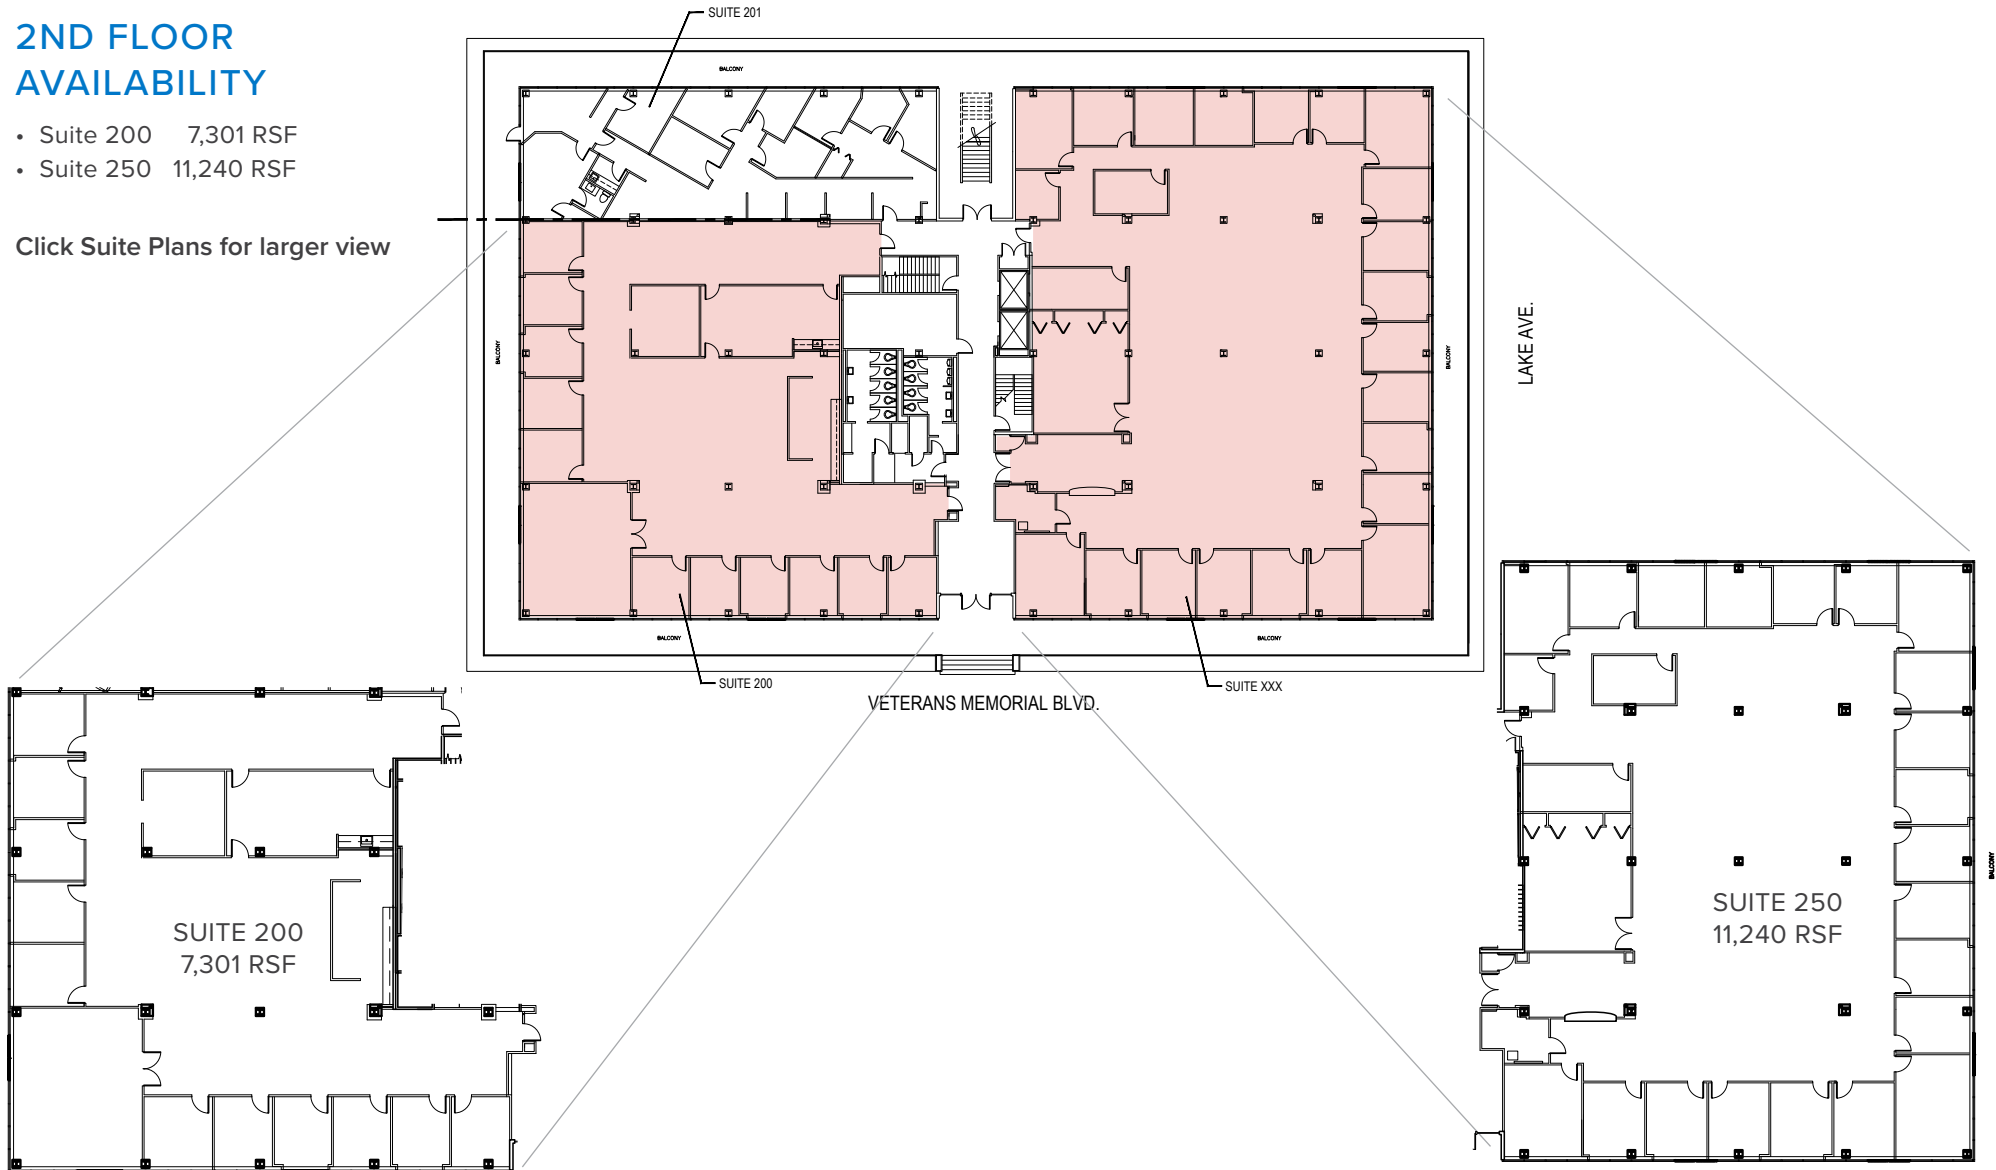 2ND FLOOR
AVAILABILITY
• Suite 200 7,301 RSF
• Suite 250 11,240 RSF
Click Suite Plans for larger view
SUITE 201
BALCONY
BALCONY
BALCONY
LAKE AVE.
BALCONY
BALCONY
SUITE 200
SUITE XXX
VETERANS MEMORIAL BLVD.
SUITE 200
7,301 RSF
SUITE 250
11,240 RSF
BALCONY